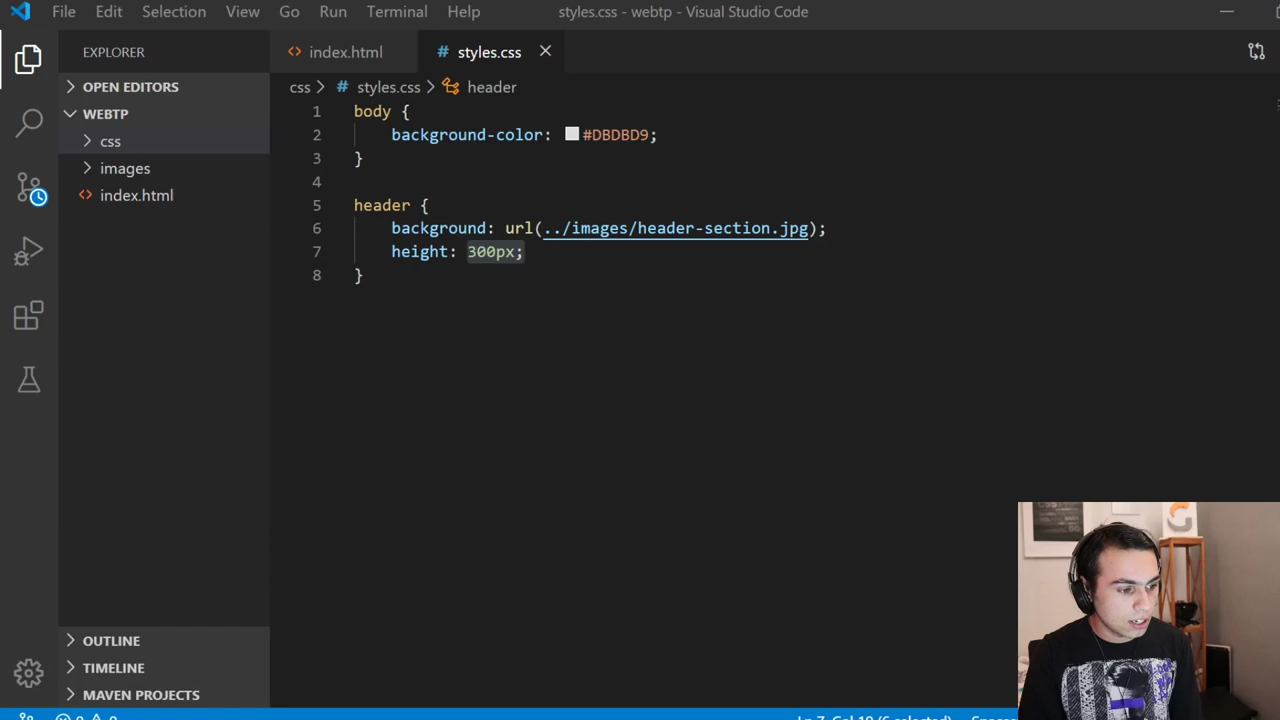 File Edit Selection View Go Run Terminal Help styles.css - webtp - Visual Studio Code
EXPLORER
index.html
# styles.css
OPEN EDITORS
WEBTP
css
images
index.html
css > # styles.css > header
1 body {
2 background-color: #DBDBD9;
3 }
4
5 header {
6 background: url(../images/header-section.jpg);
7 height: 300px;
8 }
OUTLINE
TIMELINE
MAVEN PROJECTS